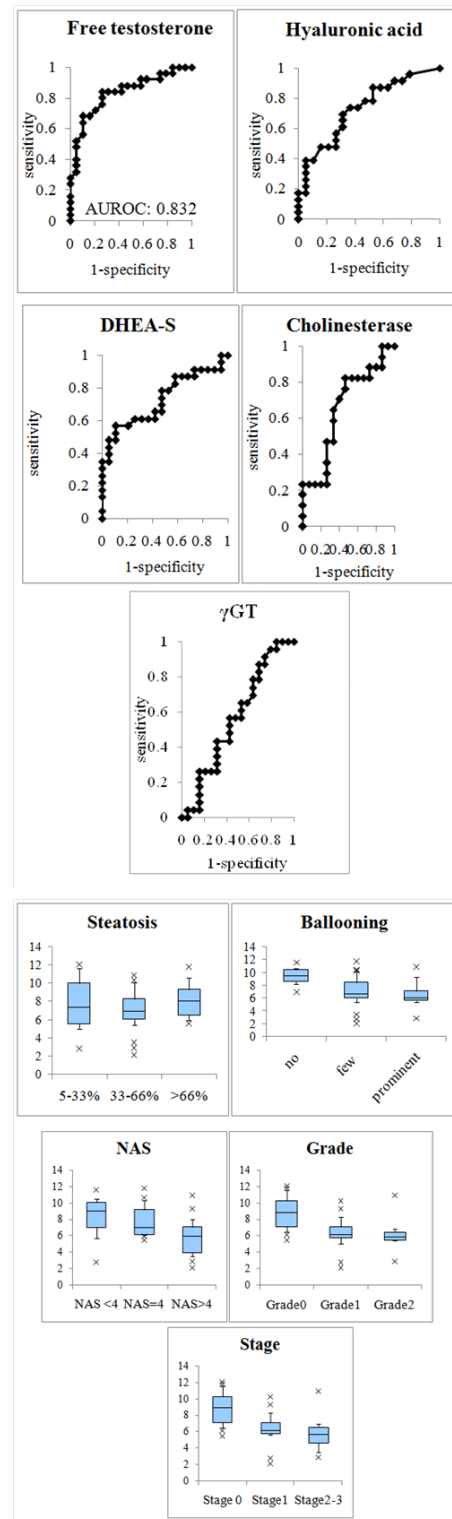 Free testosterone
1
0.8
0.6
0.4
0.2
0
sensitivity
AUROC: 0.832
0 0.2 0.4 0.6 0.8 1
1-specificity
Hyaluronic acid
1
0.8
0.6
0.4
0.2
0
sensitivity
0 0.2 0.4 0.6 0.8 1
1-specificity
DHEA-S
1
0.8
0.6
0.4
0.2
0
sensitivity
0 0.2 0.4 0.6 0.8 1
1-specificity
Cholinesterase
1
0.8
0.6
0.4
0.2
0
sensitivity
0 0.2 0.4 0.6 0.8 1
1-specificity
γGT
1
0.8
0.6
0.4
0.2
0
sensitivity
0 0.2 0.4 0.6 0.8 1
1-specificity
Steatosis
14
12
10
8
6
4
2
0
5-33% 33-66% >66%
Ballooning
14
12
10
8
6
4
2
0
no few prominent
NAS
14
12
10
8
6
4
2
0
NAS <4 NAS=4 NAS>4
Grade
14
12
10
8
6
4
2
0
Grade0 Grade1 Grade2
Stage
14
12
10
8
6
4
2
0
Stage 0 Stage1 Stage2-3